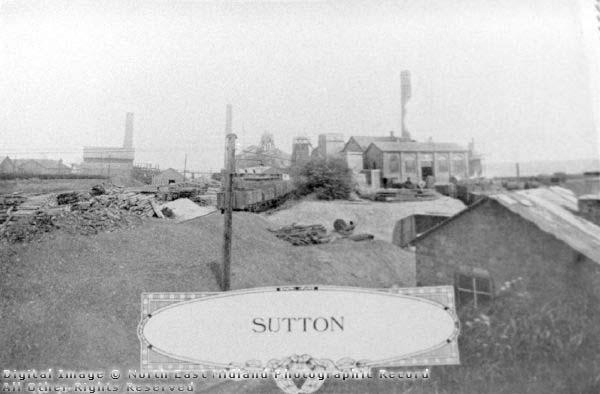 SUTTON
Digital Image © North East Midland Photographic Record
All Other Rights Reserved